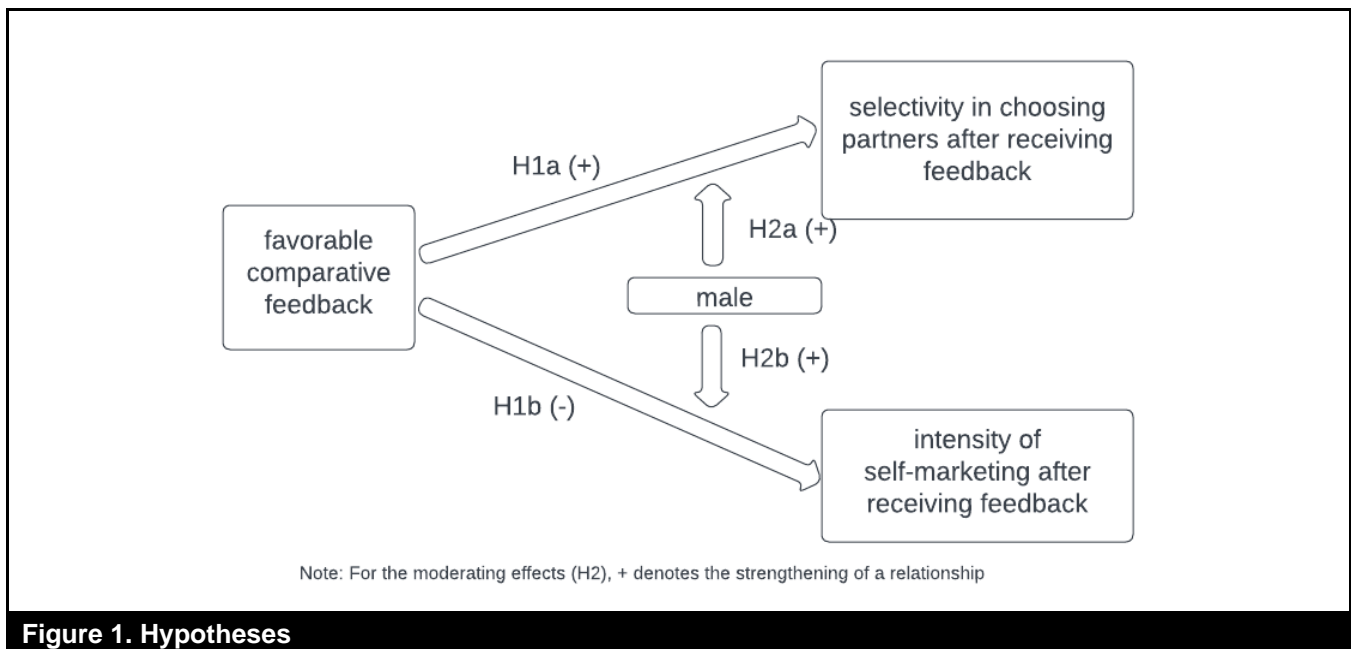 selectivity in choosing
partners after receiving
feedback
H1a (+)
favorable
comparative
feedback
H2a (+)
male
H2b (+)
H1b (-)
intensity of
self-marketing after
receiving feedback
Note: For the moderating effects (H2), + denotes the strengthening of a relationship
Figure 1. Hypotheses